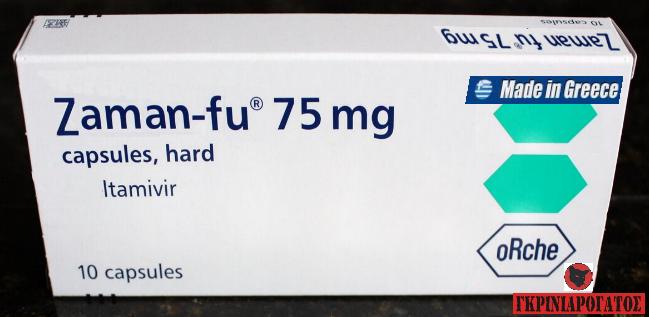 10 capsules
Zaman fu® 75 mg
Made in Greece
Zaman-fu® 75 mg
capsules, hard
Itamivir
oRche
10 capsules
ΓΚΡΙΝΙΑΡΟΓΑΤΟΣ